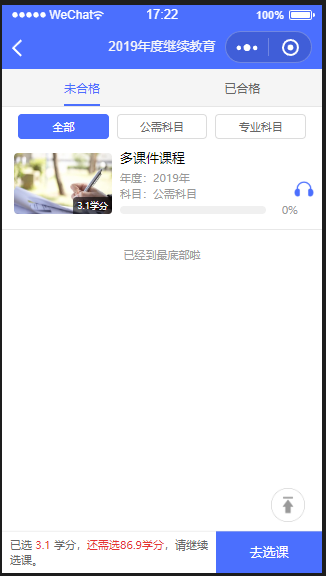 WeChat 17:22 100%
2019年度继续教育
未合格 已合格
全部 公需科目 专业科目
多课件课程
年度：2019年
科目：公需科目
3.1学分
0%
已经到最底部啦
已选 3.1 学分，还需选86.9学分，请继续
选课。
去选课